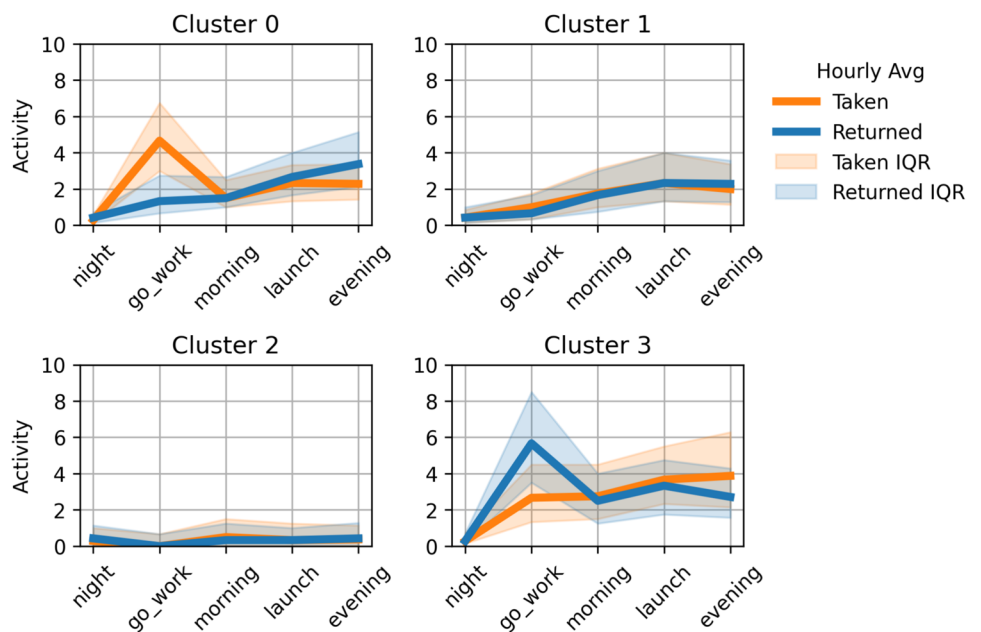 Cluster 0
Cluster 1
Activity
10
8
6
4
2
0
night
go_work
morning
launch
evening
10
8
6
4
2
0
night
go_work
morning
launch
evening
Hourly Avg
Taken
Returned
Taken IQR
Returned IQR
Cluster 2
Cluster 3
Activity
10
8
6
4
2
0
night
go_work
morning
launch
evening
10
8
6
4
2
0
night
go_work
morning
launch
evening